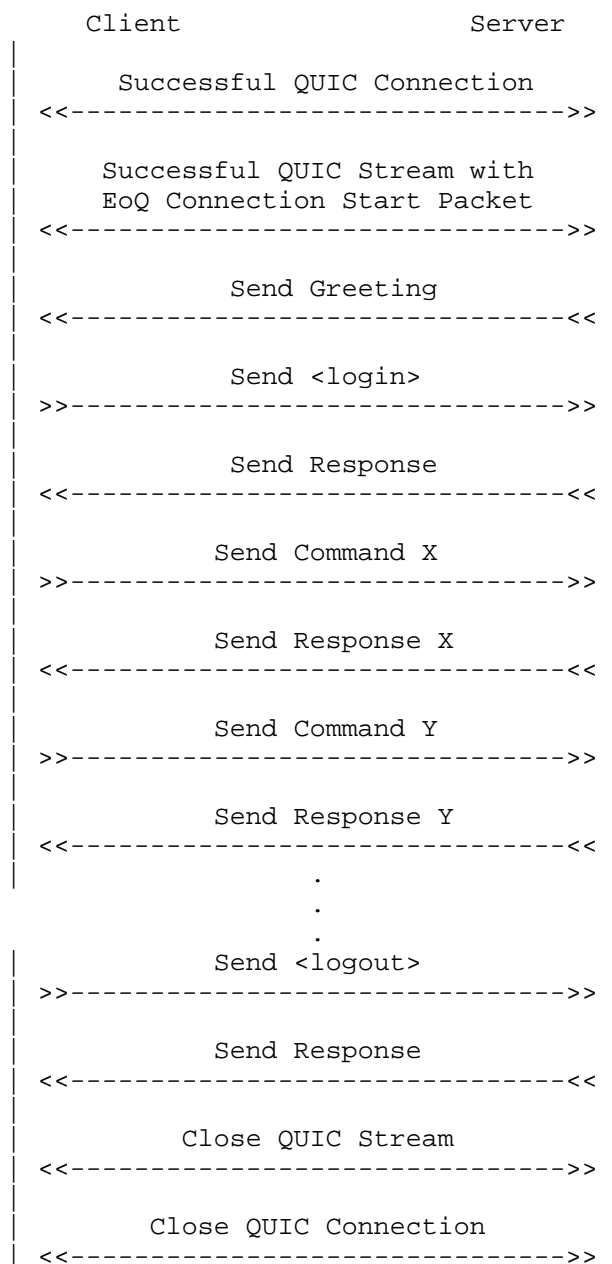 Client Server
|
| Successful QUIC Connection
| <<------------------------------->>
|
| Successful QUIC Stream with
| EoQ Connection Start Packet
| <<------------------------------->>
|
| Send Greeting
| <<-------------------------------<<
|
| Send <login>
| >>------------------------------->>
|
| Send Response
| <<-------------------------------<<
|
| Send Command X
| >>------------------------------->>
|
| Send Response X
| <<-------------------------------<<
|
| Send Command Y
| >>------------------------------->>
|
| Send Response Y
| <<-------------------------------<<
| .
.
.
| Send <logout>
| >>------------------------------->>
|
| Send Response
| <<-------------------------------<<
|
| Close QUIC Stream
| <<------------------------------->>
|
| Close QUIC Connection
| <<------------------------------->>